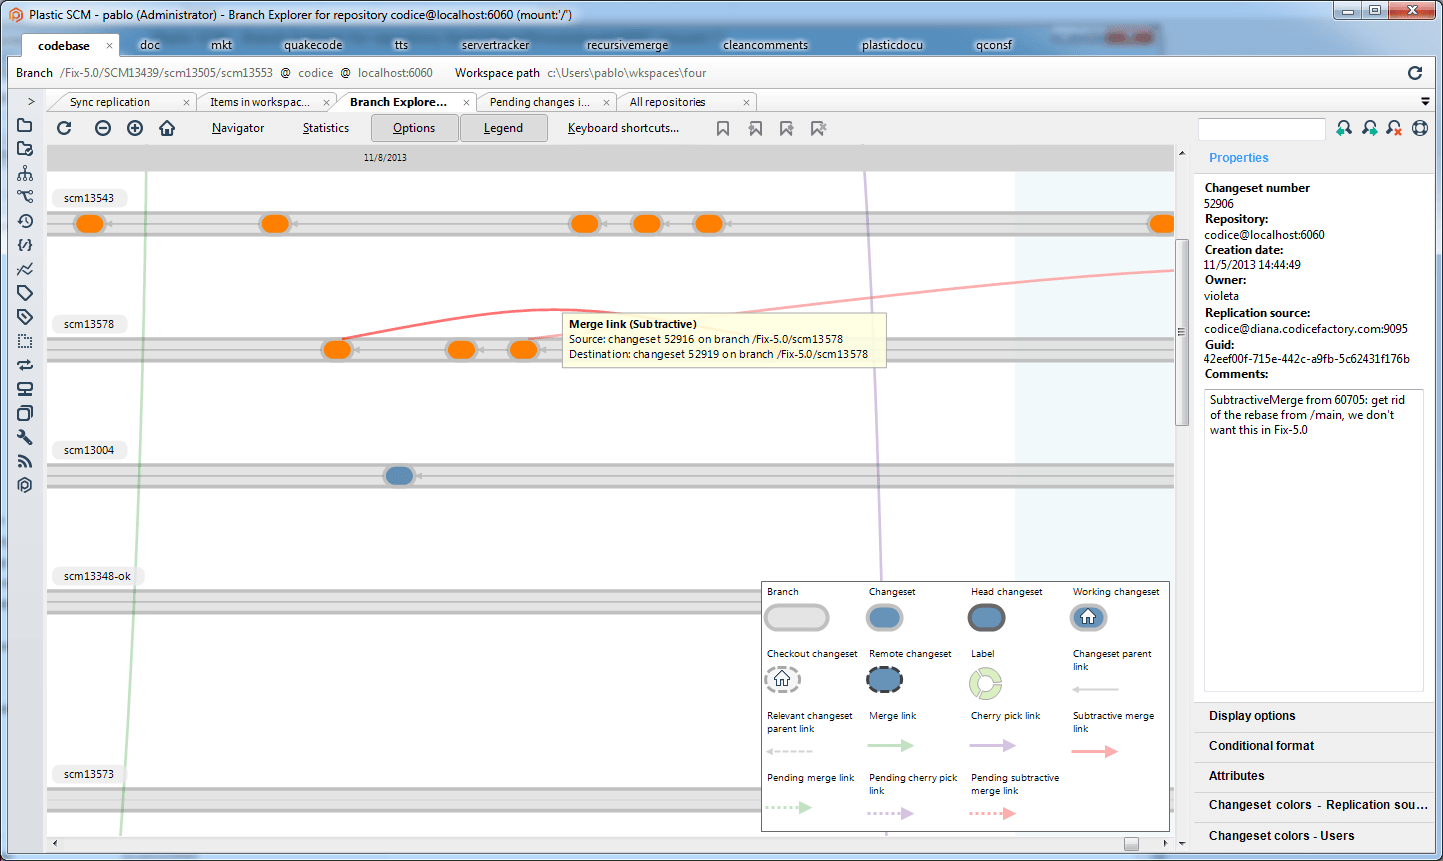 Plastic SCM - pablo (Administrator) - Branch Explorer for repository codice@localhost:6060 (mount:'/')
codebase doc mkt quakecode tts servertracker recursivemerge cleancomments plasticdocu qconsf
Branch /Fix-5.0/SCM13439/scm13505/scm13553 @ codice @ localhost:6060 Workspace path c:\Users\pablo\wkspaces\four
Sync replication Items in workspac... Branch Explore... Pending changes i... All repositories
Navigator Statistics Options Legend Keyboard shortcuts...
11/8/2013
scm13543
scm13578
Merge link (Subtractive)
Source: changeset 52916 on branch /Fix-5.0/scm13578
Destination: changeset 52919 on branch /Fix-5.0/scm13578
scm13004
scm13348-ok
scm13573
Branch Changeset Head changeset Working changeset
Checkout changeset Remote changeset Label Changeset parent
link
Relevant changeset Merge link Cherry pick link Subtractive merge
parent link link
Pending merge link Pending cherry pick Pending subtractive
link merge link
Properties
Changeset number
52906
Repository:
codice@localhost:6060
Creation date:
11/5/2013 14:44:49
Owner:
violeta
Replication source:
codice@diana.codicefactory.com:9095
Guid:
42eef00f-715e-442c-a9fb-5c62431f176b
Comments:
SubtractiveMerge from 60705: get rid
of the rebase from /main, we don't
want this in Fix-5.0
Display options
Conditional format
Attributes
Changeset colors - Replication sou...
Changeset colors - Users